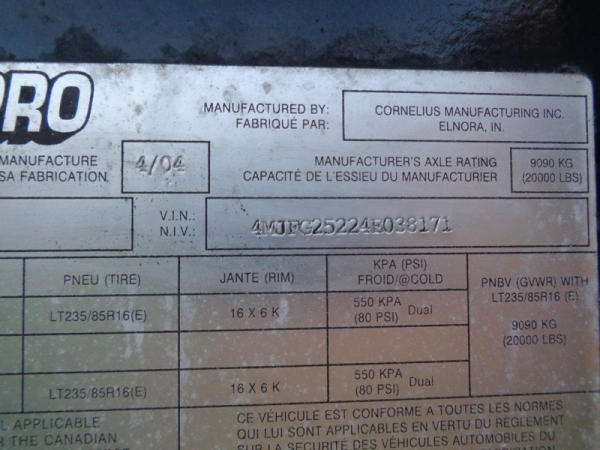 DRO
MANUFACTURED BY: CORNELIUS MANUFACTURING INC.
FABRIQUÉ PAR: ELNORA, IN.
MANUFACTURE 4/04 MANUFACTURER'S AXLE RATING 9090 KG
SA FABRICATION CAPACITÉ DE L'ESSIEU DU MANUFACTURIER (20000 LBS)
V.I.N.: 4MJFG25224E038171
N.I.V.:
PNEU (TIRE) JANTE (RIM) KPA (PSI) FROID/@COLD PNBV (GVWR) WITH
LT235/85R16 (E)
LT235/85R16(E) 16 X 6 K 550 KPA (80 PSI) Dual 9090 KG
(20000 LBS)
LT235/85R16(E) 16 X 6 K 550 KPA (80 PSI) Dual
L APPLICABLE CE VÉHICULE EST CONFORME A TOUTES LES NORMES
R THE CANADIAN QUI LUI SONT APPLICABLES EN VERTU DU RÉGLEMENT
SUR LA SÉCURITÉ DES VÉHICULES AUTOMOBILES DU